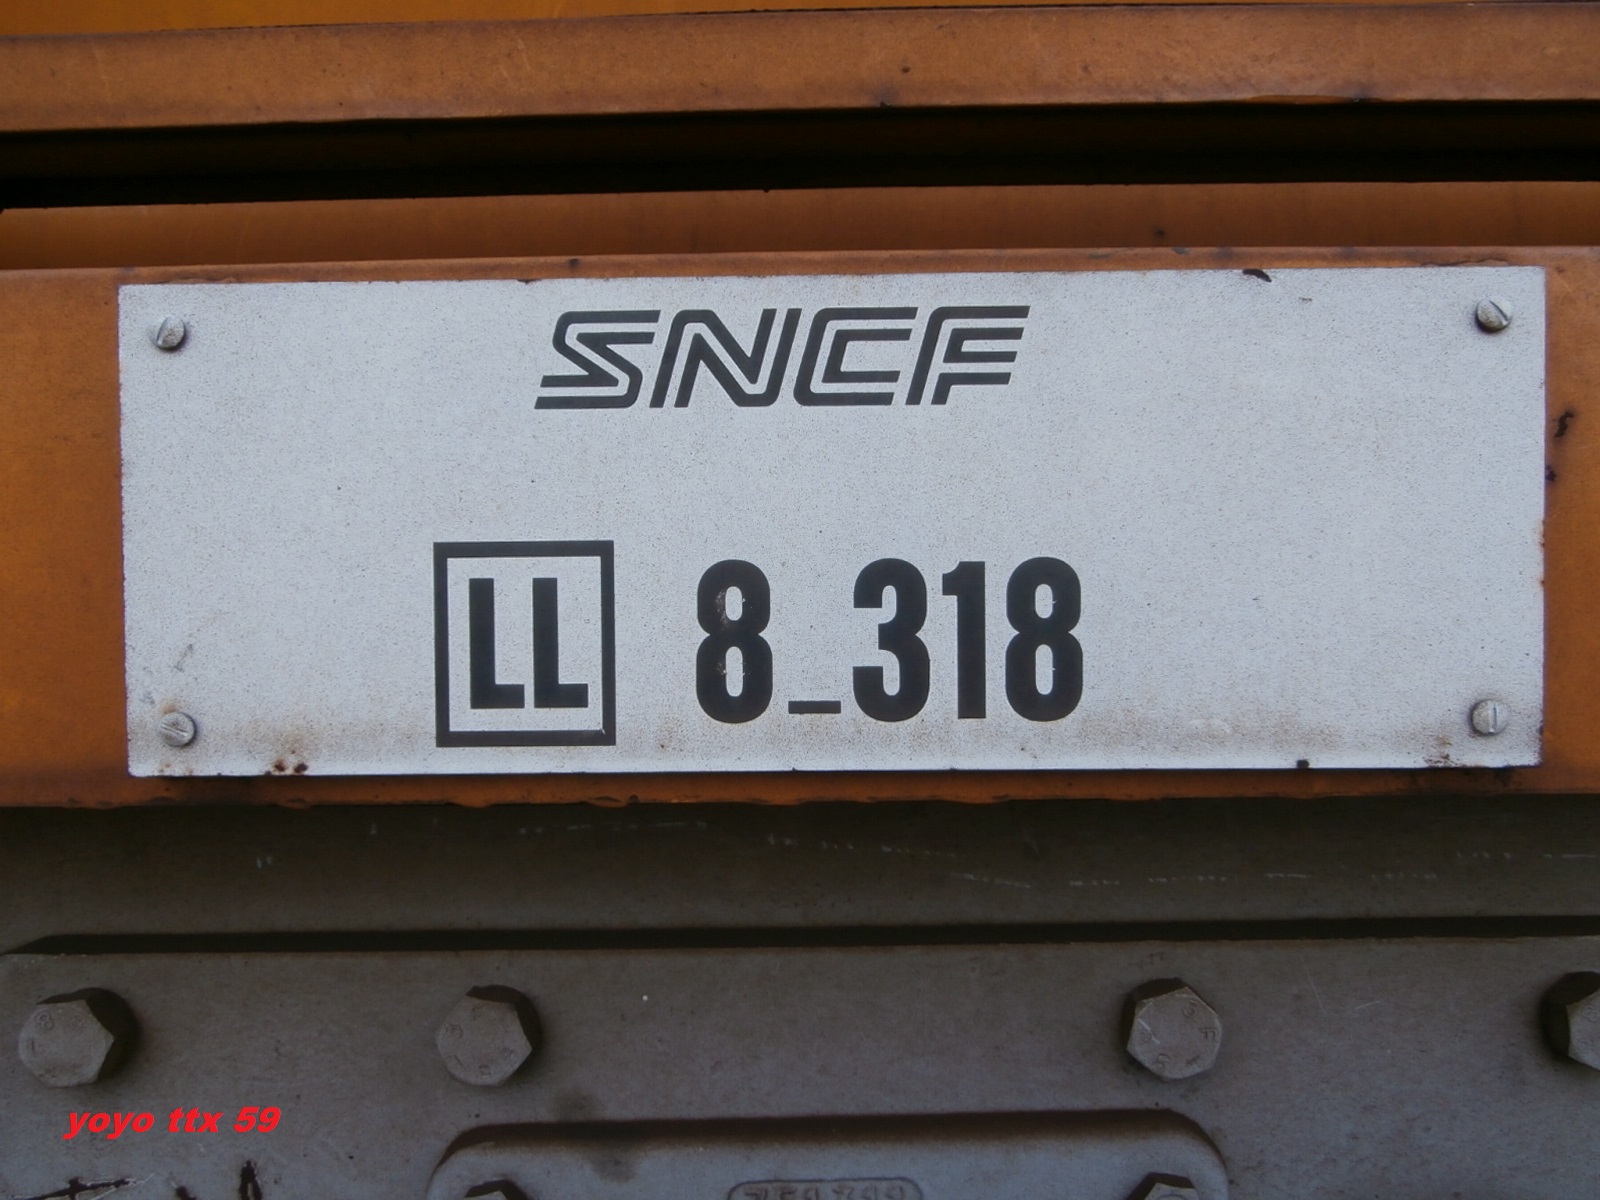 SNCF
LL 8_318
yoyo ttx 59